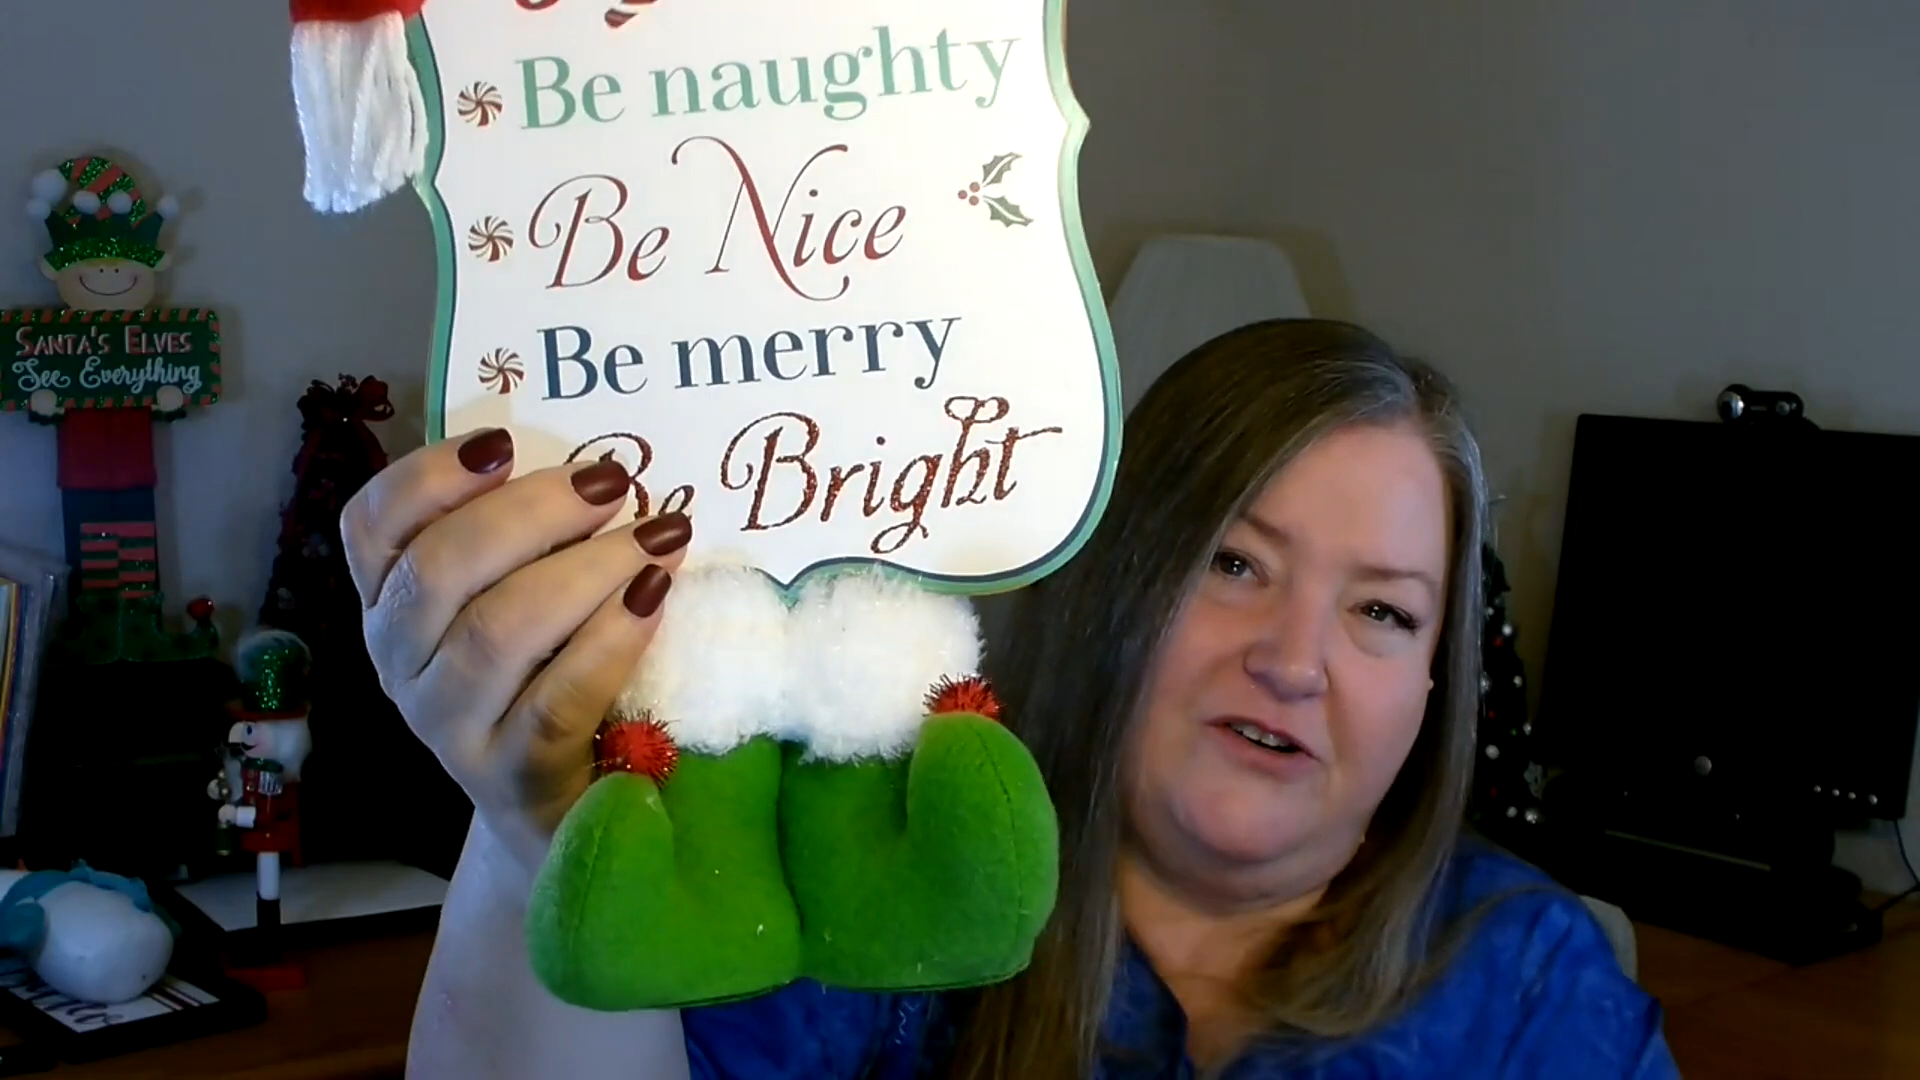 Be naughty
Be Nice
Be merry
Be Bright
SANTA'S ELVES
See Everything